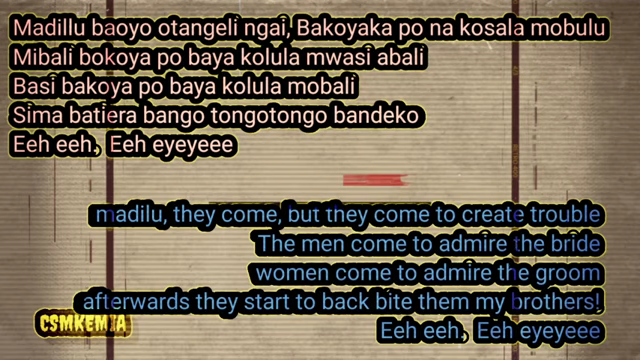 Madillu baoyo otangeli ngai, Bakoyaka po na kosala mobulu
Mibali bokoya po baya kolula mwasi abali
Basi bakoya po baya kolula mobali
Sima batiera bango tongotongo bandeko
Eeh eeh. Eeh eyeyeee
madilu, they come, but they come to create trouble
The men come to admire the bride
women come to admire the groom
afterwards they start to back bite them my brothers!
Eeh eeh. Eeh eyeyeee
CSMKEMIA